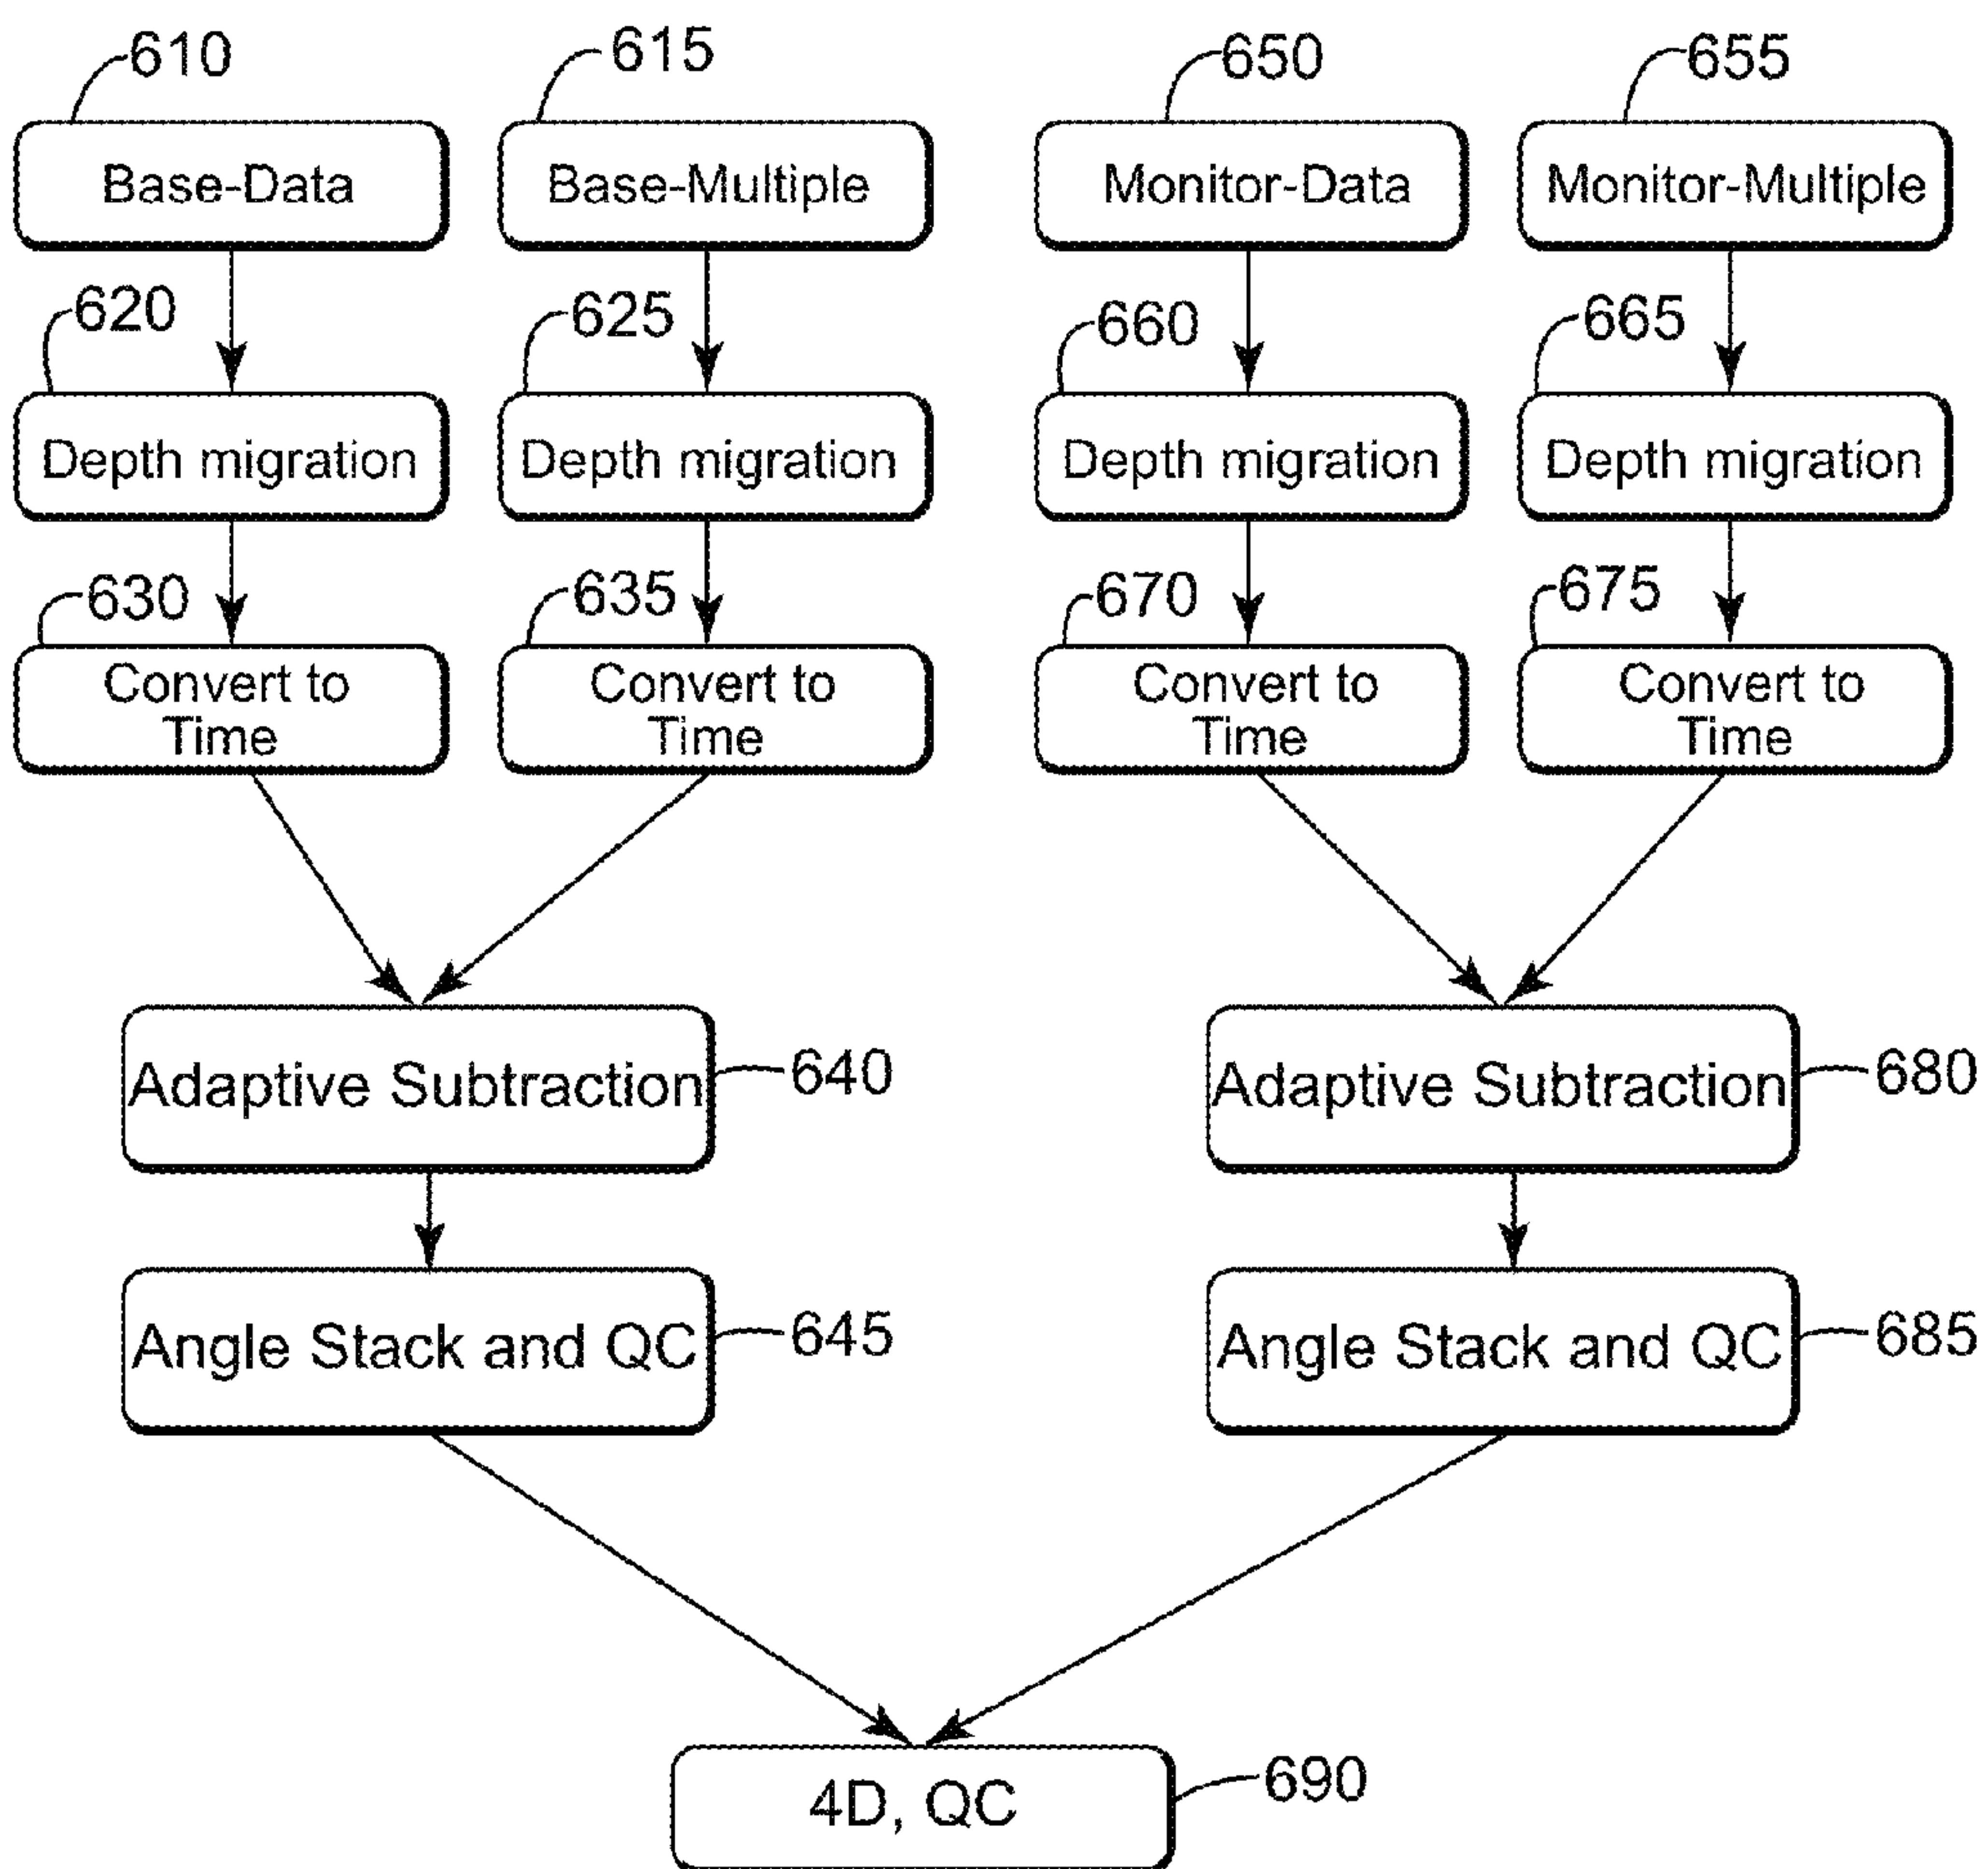 610
615
650
655
Base-Data
Base-Multiple
Monitor-Data
Monitor-Multiple
620
625
660
665
Depth migration
Depth migration
Depth migration
Depth migration
630
635
670
675
Convert to
Time
Convert to
Time
Convert to
Time
Convert to
Time
Adaptive Subtraction
640
Adaptive Subtraction
680
Angle Stack and QC
645
Angle Stack and QC
685
4D, QC
690